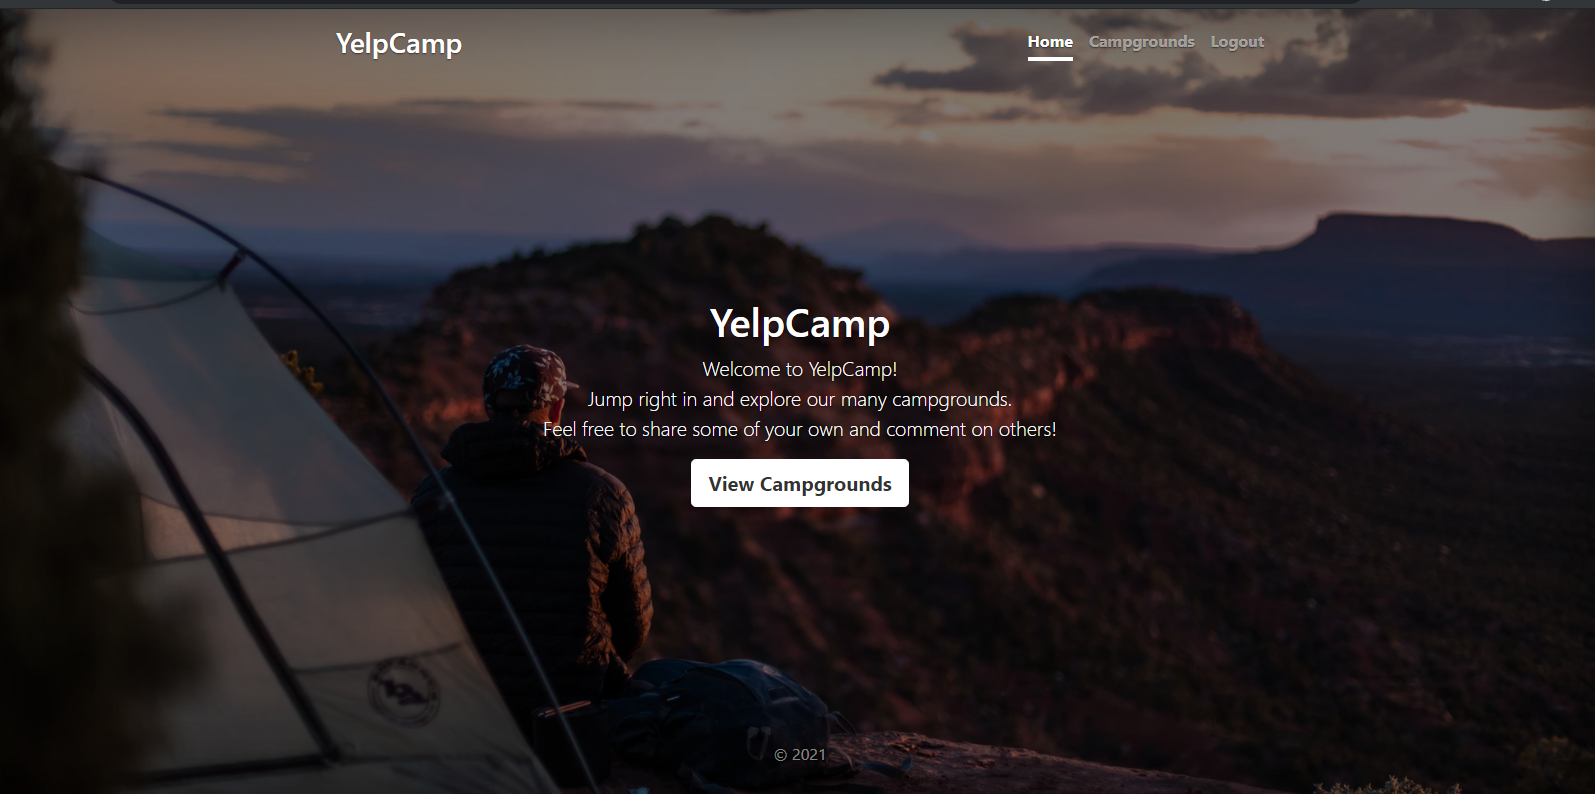 YelpCamp
Home Campgrounds Logout
YelpCamp
Welcome to YelpCamp!
Jump right in and explore our many campgrounds.
Feel free to share some of your own and comment on others!
View Campgrounds
© 2021